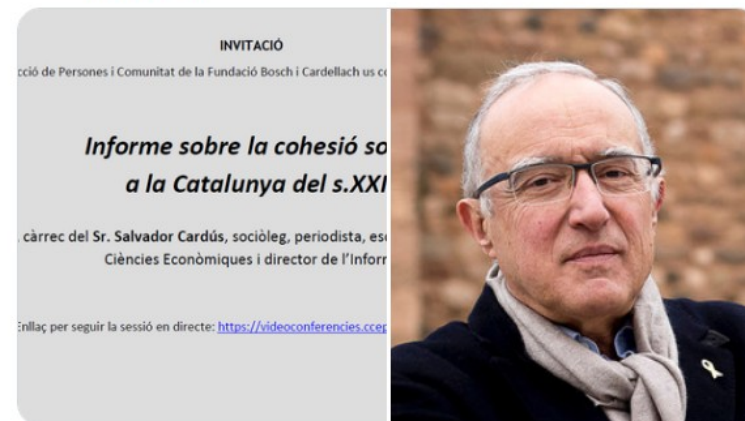 INVITACIÓ
cció de Persones i Comunitat de la Fundació Bosch i Cardellach us
Informe sobre la cohesió so
a la Catalunya del s.XXI
càrrec del Sr. Salvador Cardús, sociòleg, periodista, es
Ciències Econòmiques i director de l'Infor
Enllaç per seguir la sessió en directe: https://videoconferencies.ccep